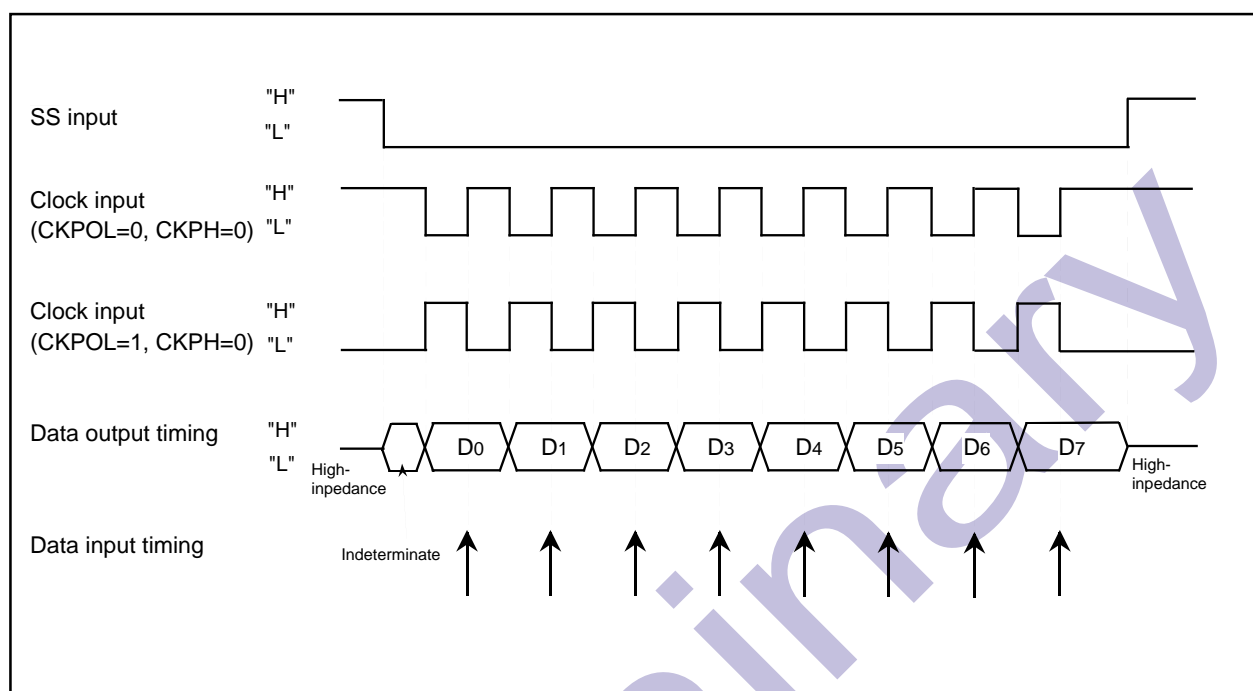 SS input
"H"
"L"
Clock input
(CKPOL=0, CKPH=0)
"H"
"L"
Clock input
(CKPOL=1, CKPH=0)
"H"
"L"
Data output timing
"H"
"L"
High-
inpedance
D0 D1 D2 D3 D4 D5 D6 D7
High-
inpedance
Indeterminate
Data input timing
inary